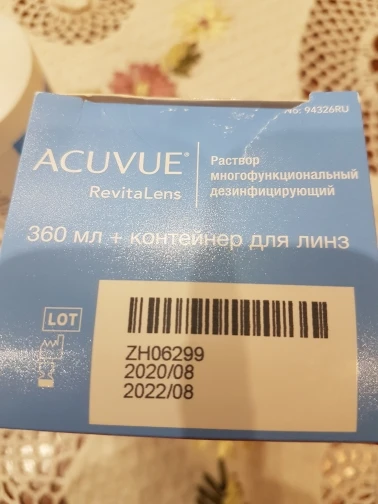 No: 94326RU
ACUVUE®
RevitaLens
Раствор
многофункциональный
дезинфицирующий
360 мл + контейнер для линз
LOT
ZH06299
2020/08
2022/08